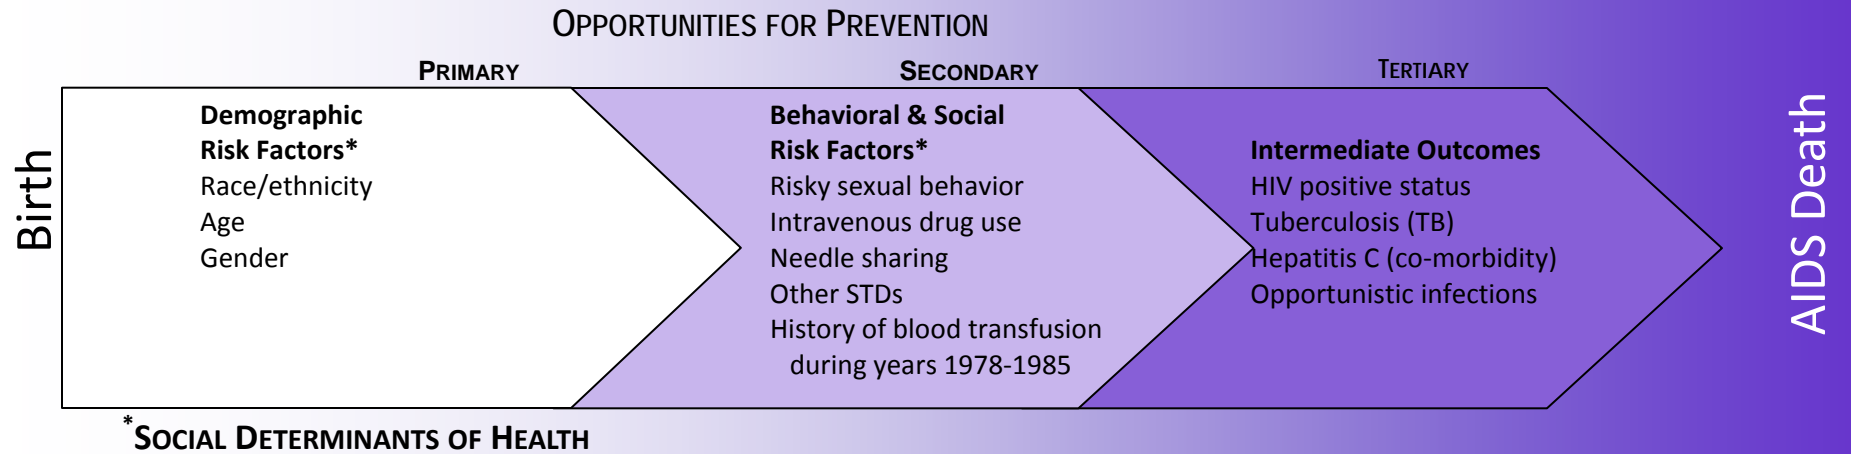 OPPORTUNITIES FOR PREVENTION
PRIMARY
SECONDARY
TERTIARY
Birth
Demographic
Risk Factors*
Race/ethnicity
Age
Gender
Behavioral & Social
Risk Factors*
Risky sexual behavior
Intravenous drug use
Needle sharing
Other STDs
History of blood transfusion
during years 1978-1985
Intermediate Outcomes
HIV positive status
Tuberculosis (TB)
Hepatitis C (co-morbidity)
Opportunistic infections
AIDS Death
*SOCIAL DETERMINANTS OF HEALTH